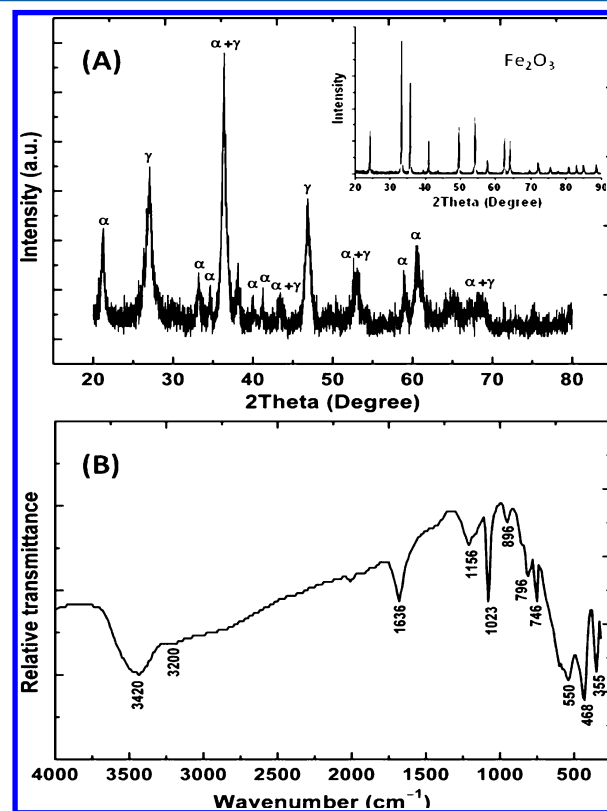 (A)
α
γ
α
α
α +γ
α
α
α +γ
γ
α +γ
α
α
α +γ
Intensity (a.u.)
20 30 40 50 60 70 80
2Theta (Degree)
Fe₂O₃
Intensity
20 30 40 50 60 70 80 90
2Theta (Degree)
(B)
Relative transmittance
3420
3200
1636
1156
1023
896
796
746
550
468
355
4000 3500 3000 2500 2000 1500 1000 500
Wavenumber (cm⁻¹)